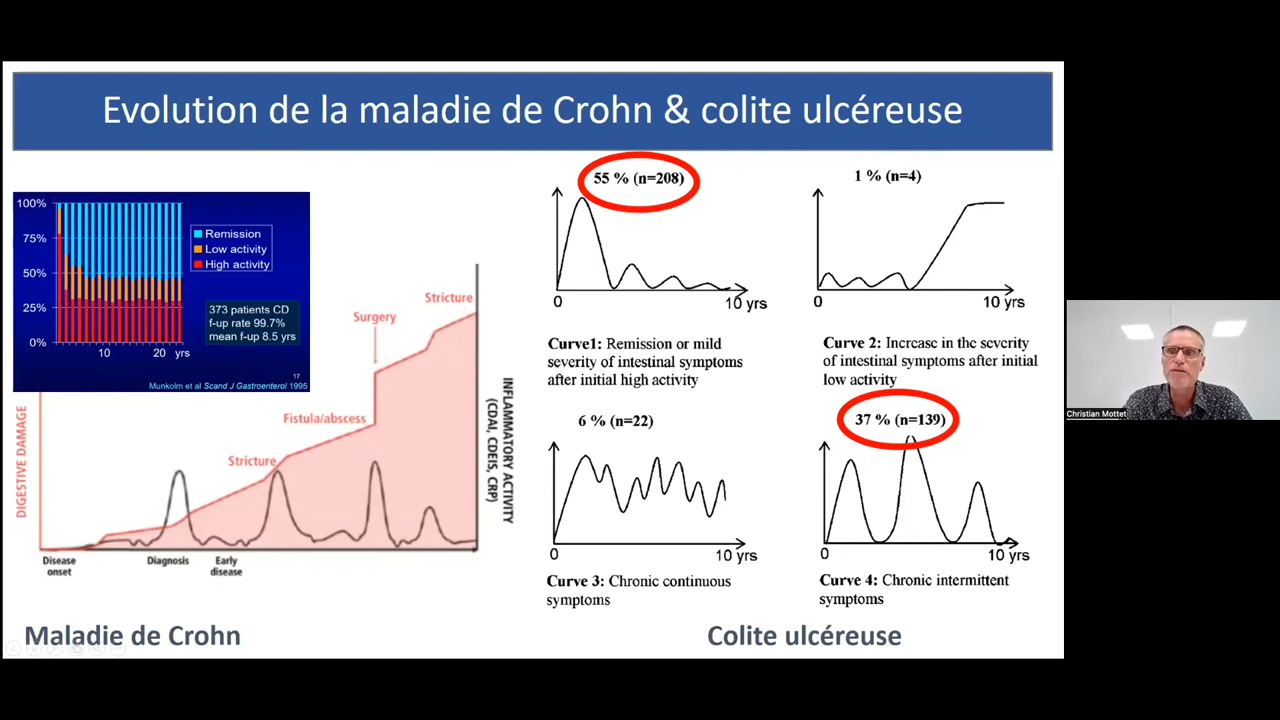 Evolution de la maladie de Crohn & colite ulcéreuse
100%
75%
50%
25%
0%
10
20
yrs
Remission
Low activity
High activity
373 patients CD
f-up rate 99.7%
mean f-up 8.5 yrs
17
Munkolm et al Scand J Gastroenterol 1995
DIGESTIVE DAMAGE
Stricture
Surgery
Fistula/abscess
Stricture
INFLAMMATORY ACTIVITY
(CDAI, CDEIS, CRP)
Disease
onset
Diagnosis
Early
disease
Maladie de Crohn
55 % (n=208)
0
10 yrs
Curve1: Remission or mild
severity of intestinal symptoms
after initial high activity
1 % (n=4)
0
10 yrs
Curve 2: Increase in the severity
of intestinal symptoms after initial
low activity
6 % (n=22)
0
10 yrs
Curve 3: Chronic continuous
symptoms
37 % (n=139)
0
10 yrs
Curve 4: Chronic intermittent
symptoms
Colite ulcéreuse
Christian Mottet